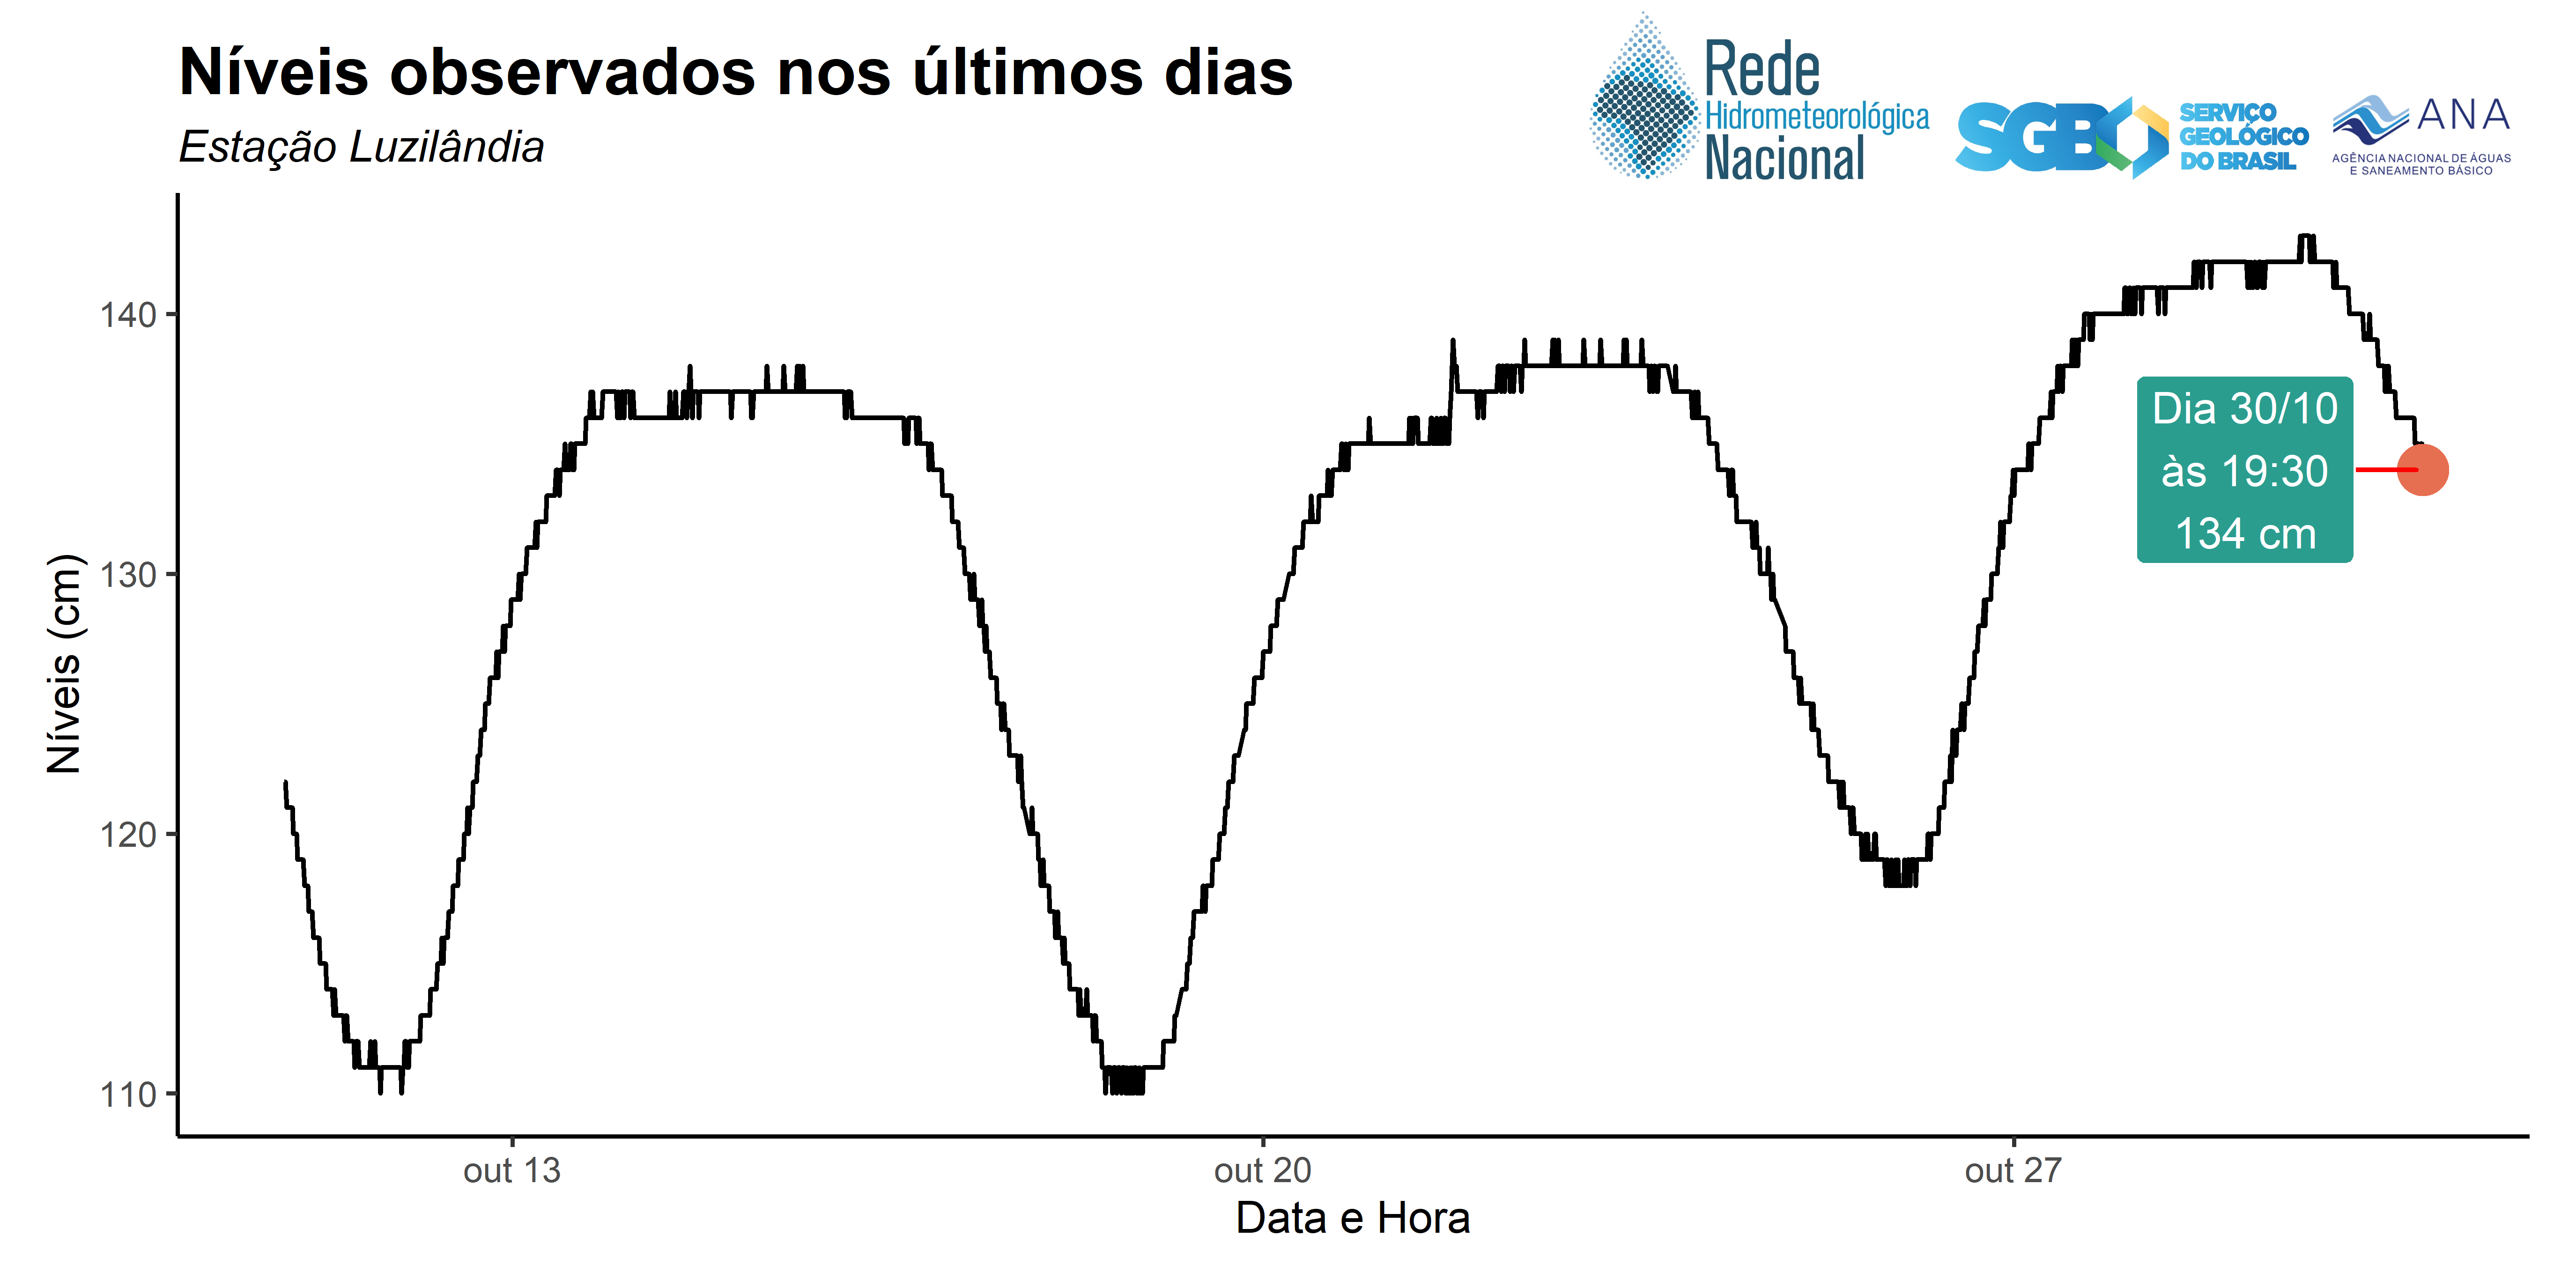 Níveis observados nos últimos dias
Estação Luzilândia
Rede
Hidrometeorológica
Nacional
SGB
SERVIÇO
GEOLÓGICO
DO BRASIL
ANA
AGÊNCIA NACIONAL DE ÁGUAS
E SANEAMENTO BÁSICO
Níveis (cm)
140
130
120
110
Dia 30/10
às 19:30
134 cm
out 13
out 20
out 27
Data e Hora